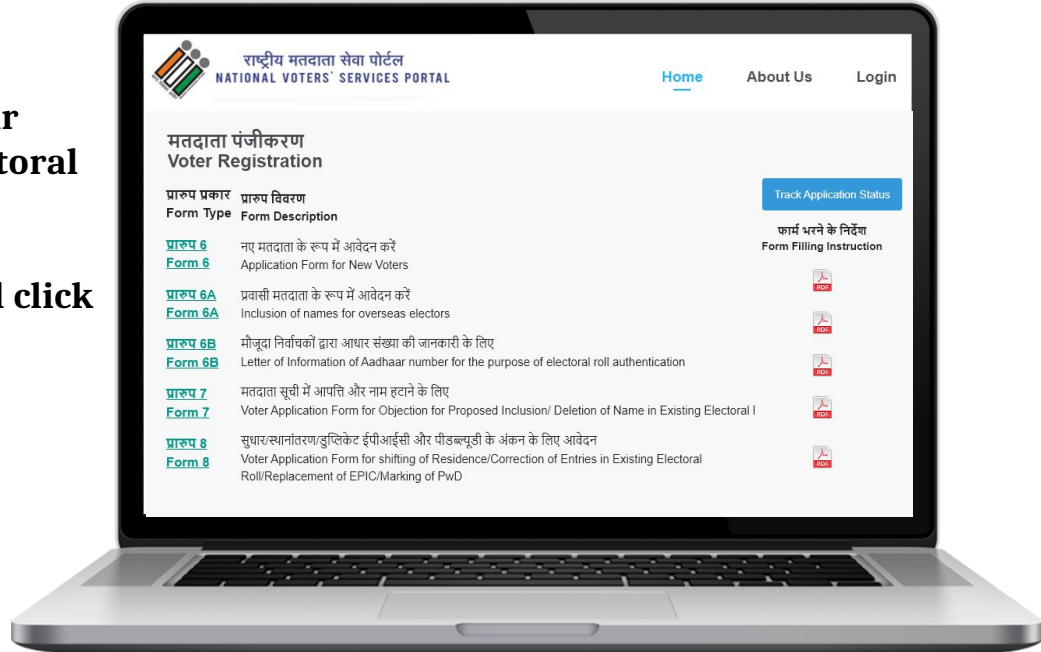 r
toral
l click
राष्ट्रीय मतदाता सेवा पोर्टल
NATIONAL VOTERS' SERVICES PORTAL
Home About Us Login
मतदाता पंजीकरण
Voter Registration
Track Application Status
प्रारुप प्रकार प्रारुप विवरण
Form Type Form Description
फार्म भरने के निर्देश
Form Filling Instruction
प्रारुप 6 नए मतदाता के रूप में आवेदन करें
Form 6 Application Form for New Voters
PDF
प्रारुप 6A प्रवासी मतदाता के रूप में आवेदन करें
Form 6A Inclusion of names for overseas electors
PDF
प्रारुप 6B मौजूदा निर्वाचकों द्वारा आधार संख्या की जानकारी के लिए
Form 6B Letter of Information of Aadhaar number for the purpose of electoral roll authentication
PDF
प्रारुप 7 मतदाता सूची में आपत्ति और नाम हटाने के लिए
Form 7 Voter Application Form for Objection for Proposed Inclusion/ Deletion of Name in Existing Electoral
PDF
प्रारुप 8 सुधार/स्थानांतरण/डुप्लिकेट ईपीआईसी और पीडब्ल्यूडी के अंकन के लिए आवेदन
Form 8 Voter Application Form for shifting of Residence/Correction of Entries in Existing Electoral
Roll/Replacement of EPIC/Marking of PwD
PDF